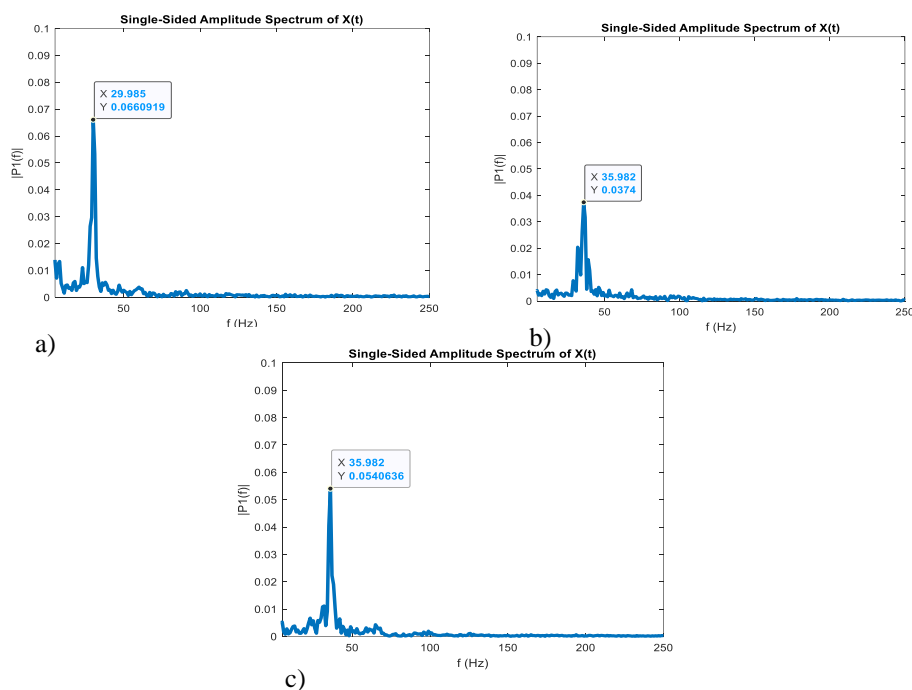 Single-Sided Amplitude Spectrum of X(t)
0.1
0.09
0.08
0.07
0.06
0.05
0.04
0.03
0.02
0.01
0
|P1(f)|
X 29.985
Y 0.0660919
50
100
150
200
250
f (Hz)
a)
Single-Sided Amplitude Spectrum of X(t)
0.1
0.09
0.08
0.07
0.06
0.05
0.04
0.03
0.02
0.01
0
|P1(f)|
X 35.982
Y 0.0374
50
100
150
200
250
f (Hz)
b)
Single-Sided Amplitude Spectrum of X(t)
0.1
0.09
0.08
0.07
0.06
0.05
0.04
0.03
0.02
0.01
0
|P1(f)|
X 35.982
Y 0.0540636
50
100
150
200
250
f (Hz)
c)